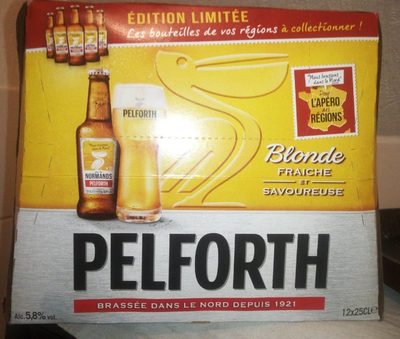 ÉDITION LIMITÉE
Les bouteilles de vos régions à collectionner !
PELFORTH
NORMANDS
PELFORTH
L'APÉRO
des
RÉGIONS
Blonde
FRAICHE
ET
SAVOUREUSE
PELFORTH
BRASSÉE DANS LE NORD DEPUIS 1921
Alc. 5,8% vol.
12x25CL e